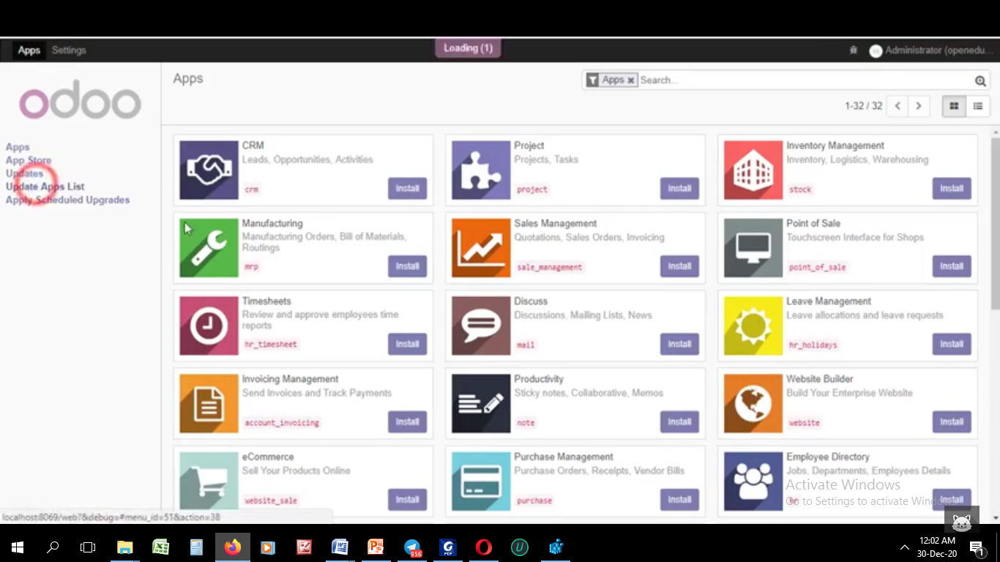 Apps Settings Loading (1) Administrator (openedu...
odoo
Apps
App Store
Updates
Update Apps List
Apply Scheduled Upgrades
Apps
Apps × Search...
1-32 / 32
CRM
Leads, Opportunities, Activities
crm
Install
Project
Projects, Tasks
project
Install
Inventory Management
Inventory, Logistics, Warehousing
stock
Install
Manufacturing
Manufacturing Orders, Bill of Materials,
Routings
mrp
Install
Sales Management
Quotations, Sales Orders, Invoicing
sale_management
Install
Point of Sale
Touchscreen Interface for Shops
point_of_sale
Install
Timesheets
Review and approve employees time
reports
hr_timesheet
Install
Discuss
Discussions, Mailing Lists, News
mail
Install
Leave Management
Leave allocations and leave requests
hr_holidays
Install
Invoicing Management
Send Invoices and Track Payments
account_invoicing
Install
Productivity
Sticky notes, Collaborative, Memos
note
Install
Website Builder
Build Your Enterprise Website
website
Install
eCommerce
Sell Your Products Online
website_sale
Install
Purchase Management
Purchase Orders, Receipts, Vendor Bills
purchase
Install
Employee Directory
Jobs, Departments, Employees Details
hr
Install
Activate Windows
Go to Settings to activate Windows.
localhost:8069/web?&debug=#menu_id=51&action=38
956
PDF
12:02 AM
30-Dec-20
1